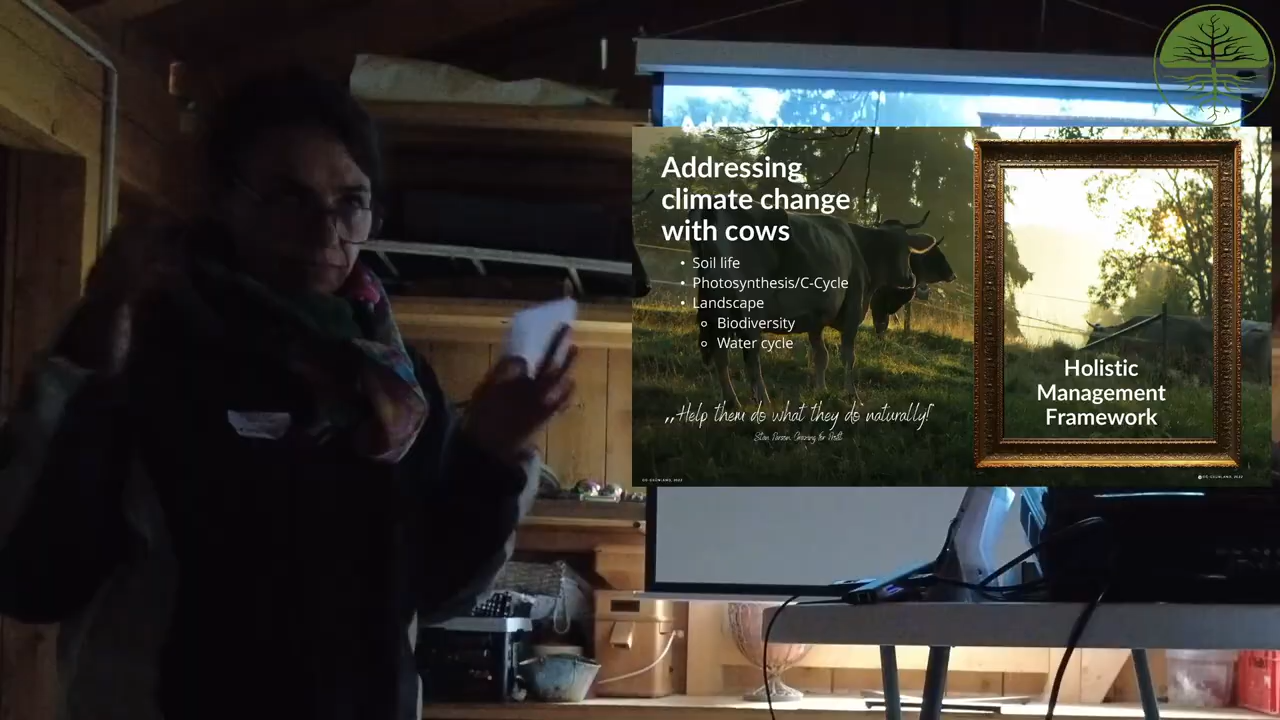 Addressing
climate change
with cows
• Soil life
• Photosynthesis/C-Cycle
• Landscape
Biodiversity
Water cycle
„Help them do what they do naturally!"
Holistic
Management
Framework